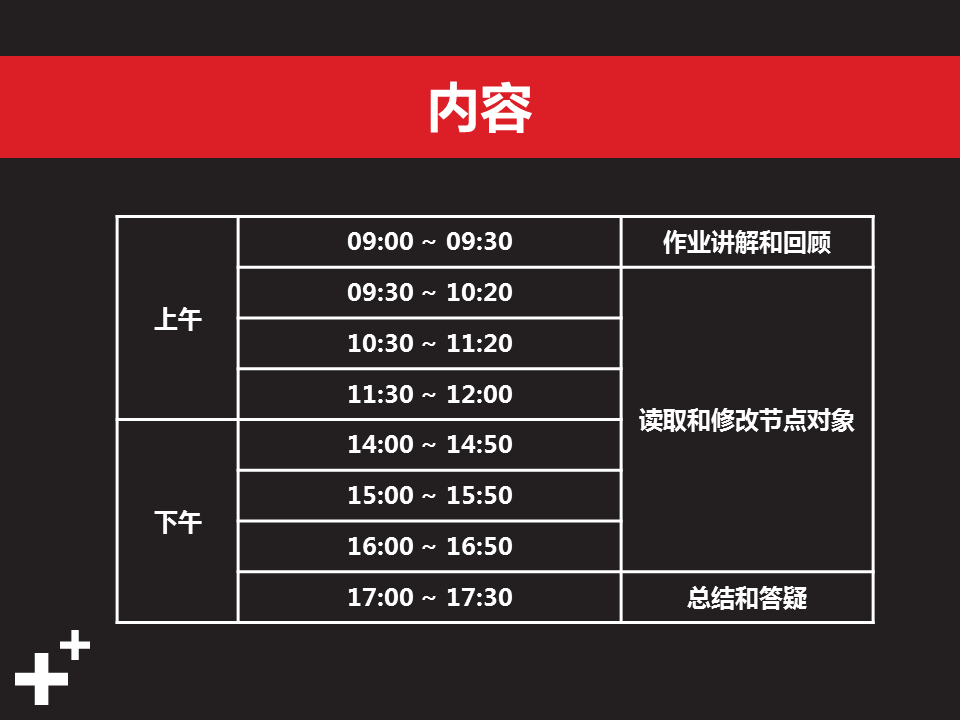 内容
上午
09:00 ~ 09:30
作业讲解和回顾
09:30 ~ 10:20
读取和修改节点对象
10:30 ~ 11:20
11:30 ~ 12:00
下午
14:00 ~ 14:50
15:00 ~ 15:50
16:00 ~ 16:50
17:00 ~ 17:30
总结和答疑